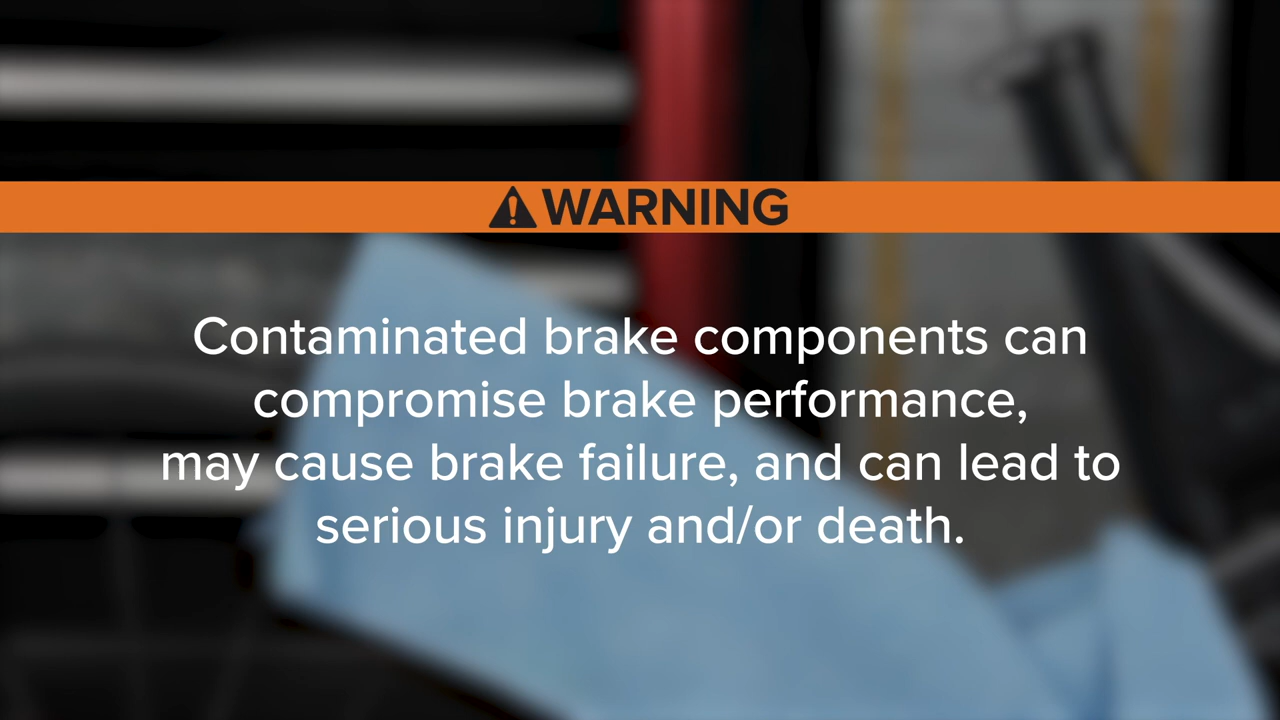 WARNING
Contaminated brake components can
compromise brake performance,
may cause brake failure, and can lead to
serious injury and/or death.